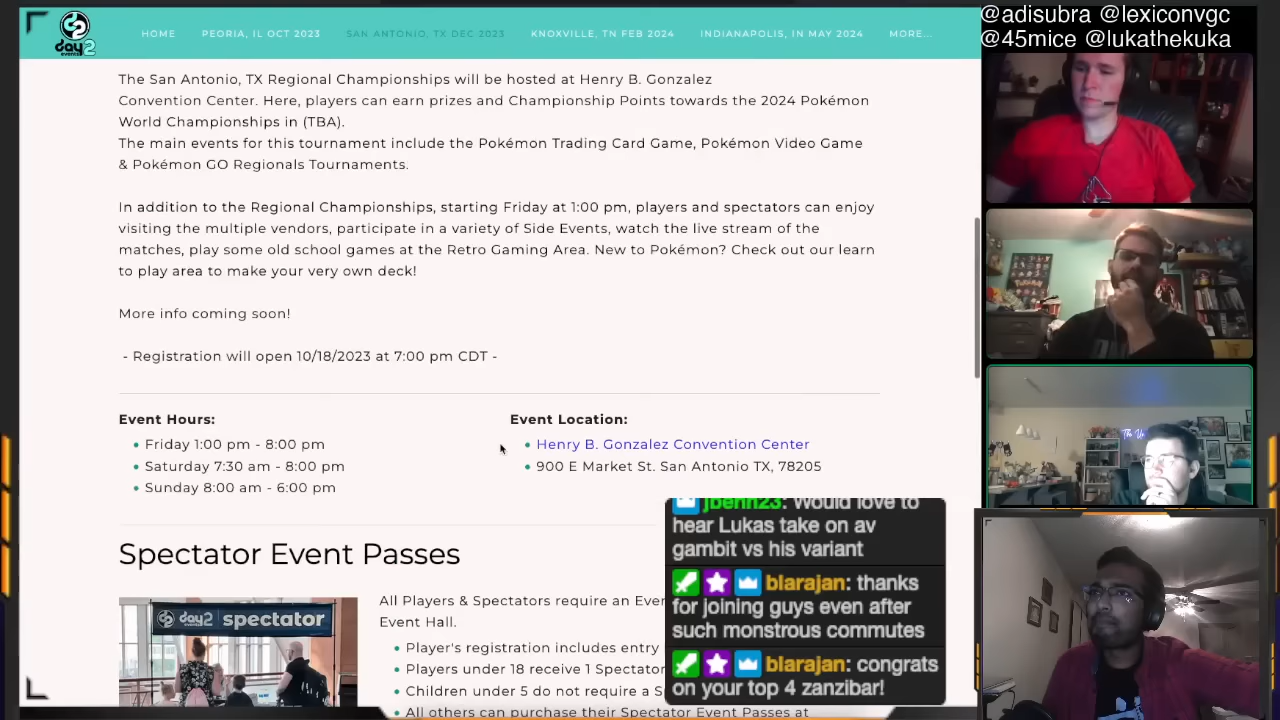 @adisubra @lexiconvgc
@45mice @lukathekuka
day2
events
HOME PEORIA, IL OCT 2023 SAN ANTONIO, TX DEC 2023 KNOXVILLE, TN FEB 2024 INDIANAPOLIS, IN MAY 2024 MORE...
The San Antonio, TX Regional Championships will be hosted at Henry B. Gonzalez
Convention Center. Here, players can earn prizes and Championship Points towards the 2024 Pokémon
World Championships in (TBA).
The main events for this tournament include the Pokémon Trading Card Game, Pokémon Video Game
& Pokémon GO Regionals Tournaments.
In addition to the Regional Championships, starting Friday at 1:00 pm, players and spectators can enjoy
visiting the multiple vendors, participate in a variety of Side Events, watch the live stream of the
matches, play some old school games at the Retro Gaming Area. New to Pokémon? Check out our learn
to play area to make your very own deck!
More info coming soon!
- Registration will open 10/18/2023 at 7:00 pm CDT -
Event Hours:
Friday 1:00 pm - 8:00 pm
Saturday 7:30 am - 8:00 pm
Sunday 8:00 am - 6:00 pm
Event Location:
Henry B. Gonzalez Convention Center
900 E Market St. San Antonio TX, 78205
Spectator Event Passes
day2 spectator
All Players & Spectators require an Ever
Event Hall.
Player's registration includes entry
Players under 18 receive 1 Spectator
Children under 5 do not require a S
All others can purchase their Spectator Event Passes at
jbenn23: Would love to
hear Lukas take on av
gambit vs his variant
blarajan: thanks
for joining guys even after
such monstrous commutes
blarajan: congrats
on your top 4 zanzibar!